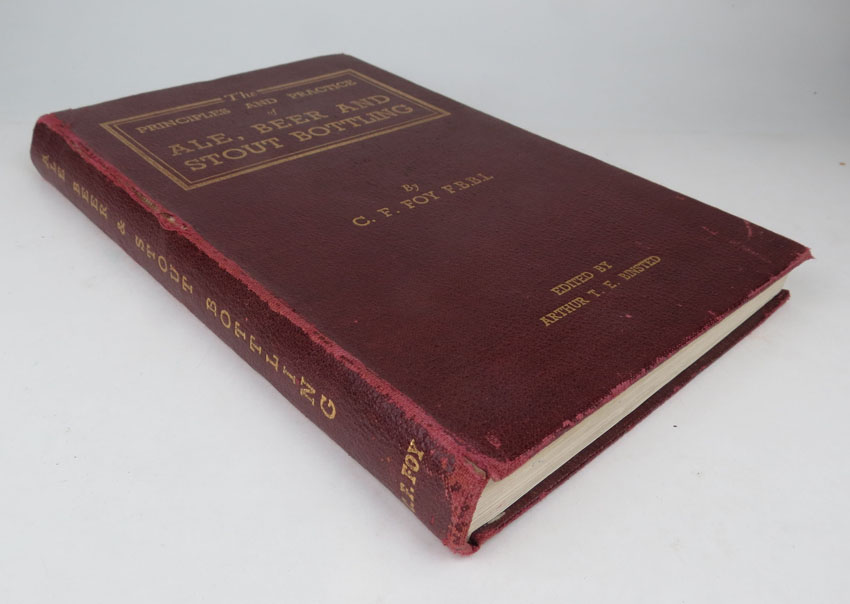 The
PRINCIPLES AND PRACTICE
of
ALE, BEER AND
STOUT BOTTLING
By
C. F. FOY F.B.B.I.
EDITED BY
ARTHUR T. E. BINSTED
ALE BEER & STOUT BOTTLING
C. F. FOY